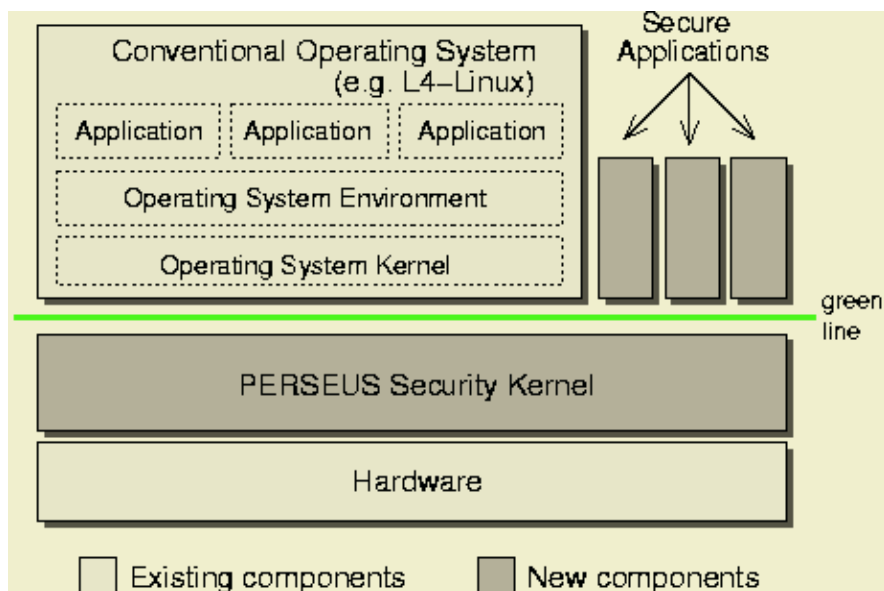 Conventional Operating System
(e.g. L4-Linux)
Secure
Applications
Application Application Application
Operating System Environment
Operating System Kernel
green
line
PERSEUS Security Kernel
Hardware
Existing components New components